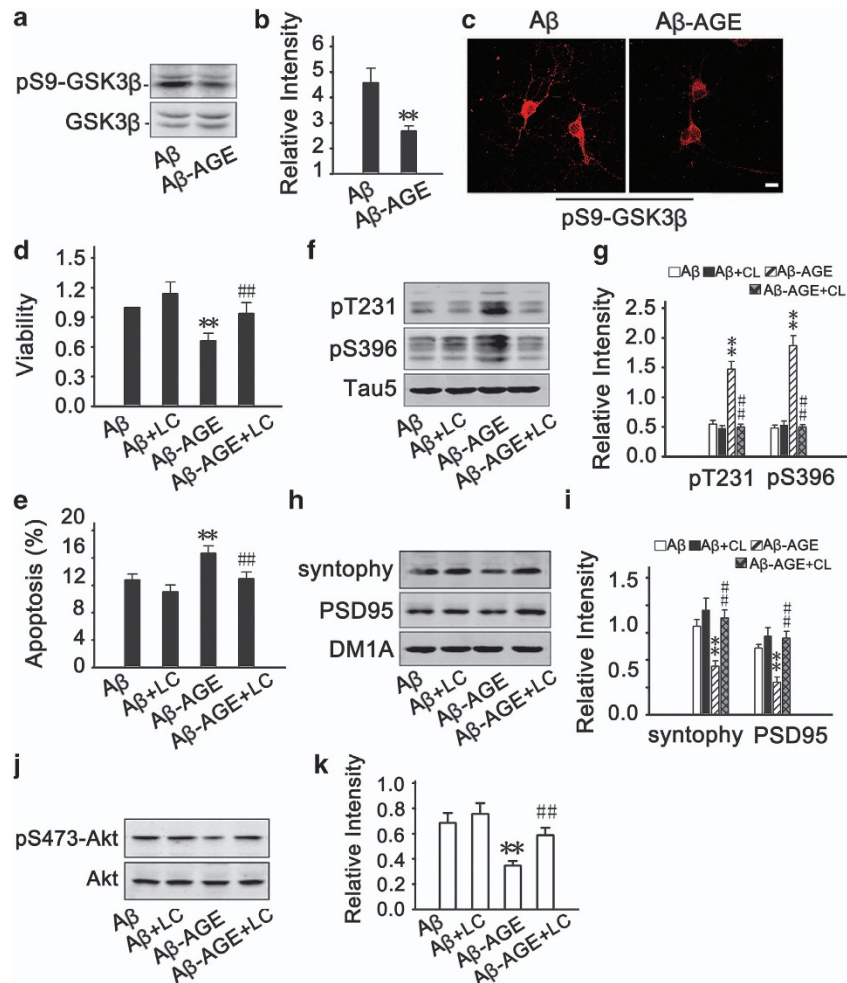 a
pS9-GSK3β-
GSK3β
Aβ
Aβ-AGE
b
Relative Intensity
6
5
4
3
2
1
**
Aβ
Aβ-AGE
c
Aβ
Aβ-AGE
pS9-GSK3β
d
Viability
1.5
1.2
0.9
0.6
0.3
0.0
**
##
Aβ
Aβ+LC
Aβ-AGE
Aβ-AGE+LC
f
pT231
pS396
Tau5
Aβ
Aβ+LC
Aβ-AGE
Aβ-AGE+LC
g
Aβ Aβ+CL Aβ-AGE
Aβ-AGE+CL
Relative Intensity
2.5
2.0
1.5
1.0
0.5
0.0
**
##
**
##
pT231 pS396
e
Apoptosis (%)
20
16
12
8
4
0
**
##
Aβ
Aβ+LC
Aβ-AGE
Aβ-AGE+LC
h
syntophy
PSD95
DM1A
Aβ
Aβ+LC
Aβ-AGE
Aβ-AGE+LC
i
Aβ Aβ+CL Aβ-AGE
Aβ-AGE+CL
Relative Intensity
1.5
1.0
0.5
0.0
**
##
**
##
syntophy PSD95
j
pS473-Akt
Akt
Aβ
Aβ+LC
Aβ-AGE
Aβ-AGE+LC
k
Relative Intensity
1.0
0.8
0.6
0.4
0.2
0.0
**
##
Aβ
Aβ+LC
Aβ-AGE
Aβ-AGE+LC